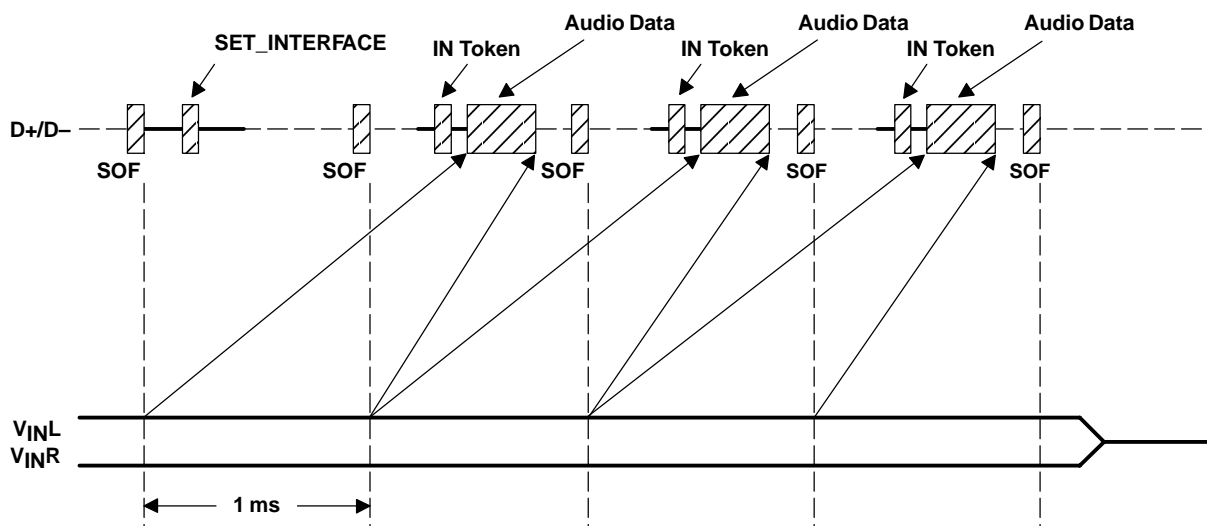 Audio Data
Audio Data
Audio Data
SET_INTERFACE
IN Token
IN Token
IN Token
D+/D–
SOF
SOF
SOF
SOF
SOF
VINL
VINR
1 ms